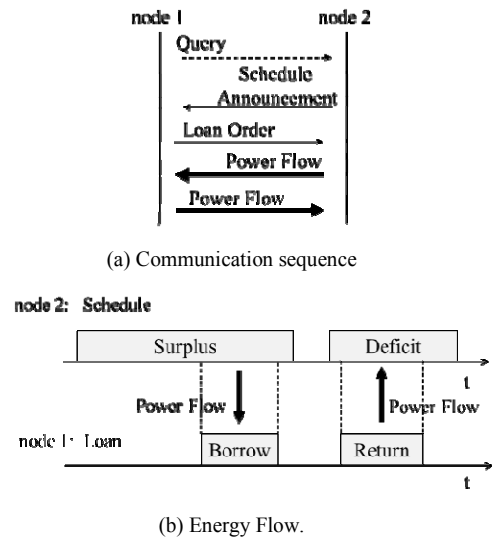 node 1 node 2
Query
Schedule
Announcement
Loan Order
Power Flow
Power Flow
(a) Communication sequence
node 2: Schedule
Surplus Deficit
t
Power Flow Power Flow
node 1: Loan Borrow Return
t
(b) Energy Flow.